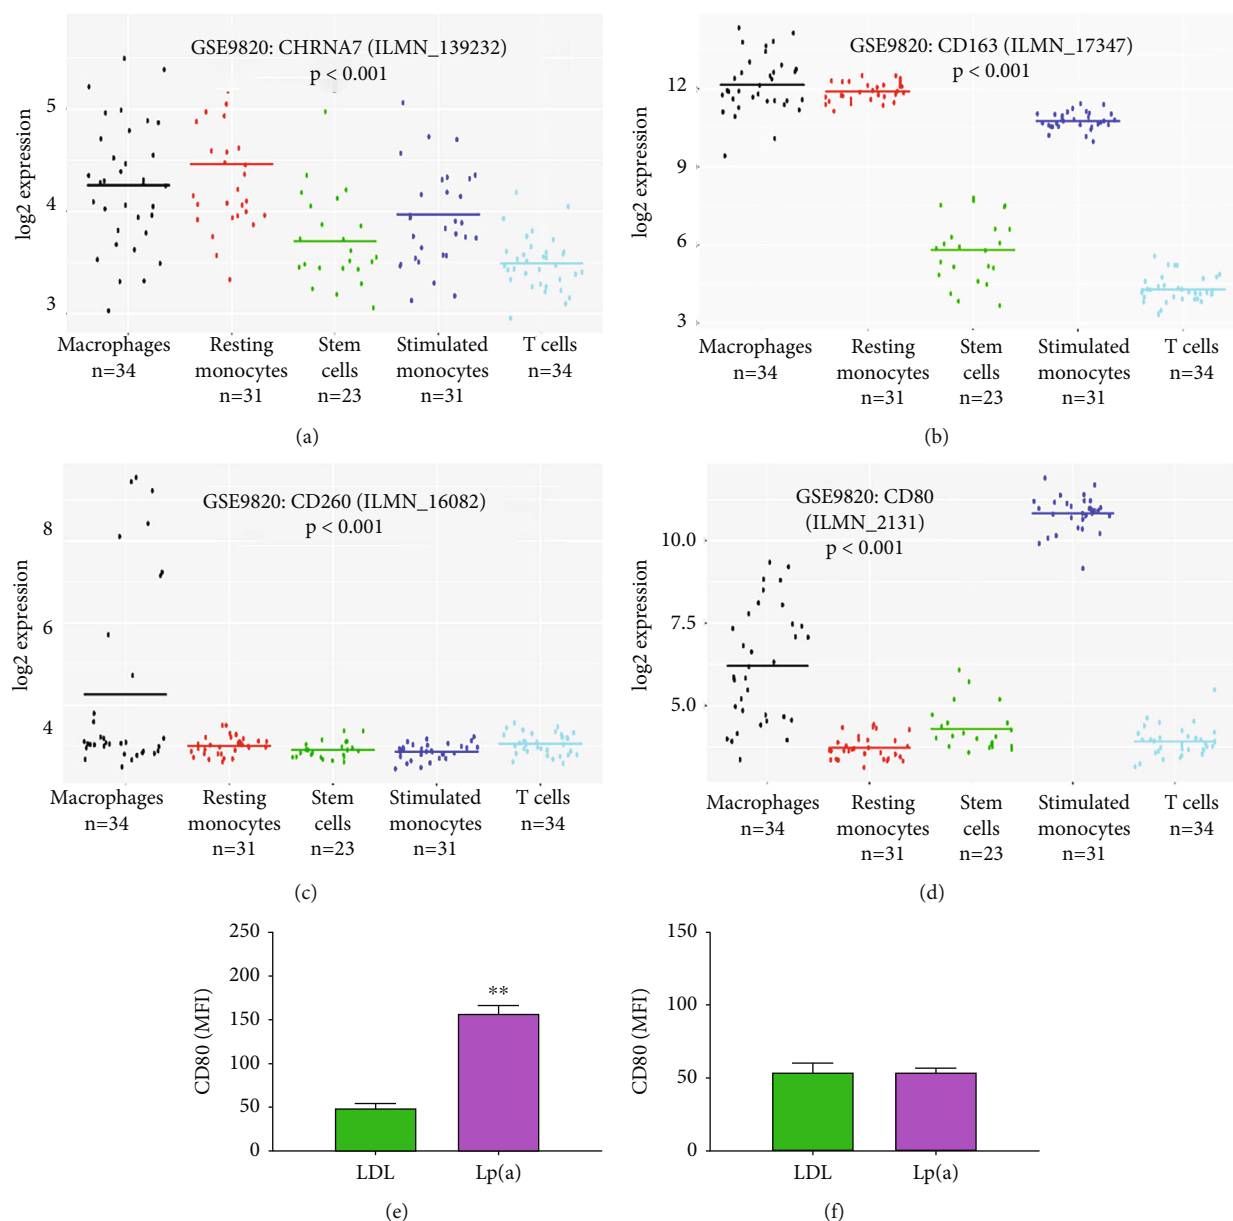 GSE9820: CHRNA7 (ILMN_139232)
p < 0.001
log2 expression
5
4
3
Macrophages
n=34
Resting
monocytes
n=31
Stem
cells
n=23
Stimulated
monocytes
n=31
T cells
n=34
(a)
GSE9820: CD163 (ILMN_17347)
p < 0.001
log2 expression
12
9
6
3
Macrophages
n=34
Resting
monocytes
n=31
Stem
cells
n=23
Stimulated
monocytes
n=31
T cells
n=34
(b)
GSE9820: CD260 (ILMN_16082)
p < 0.001
log2 expression
8
6
4
Macrophages
n=34
Resting
monocytes
n=31
Stem
cells
n=23
Stimulated
monocytes
n=31
T cells
n=34
(c)
GSE9820: CD80
(ILMN_2131)
p < 0.001
log2 expression
10.0
7.5
5.0
Macrophages
n=34
Resting
monocytes
n=31
Stem
cells
n=23
Stimulated
monocytes
n=31
T cells
n=34
(d)
CD80 (MFI)
250
200
150
100
50
0
**
LDL
Lp(a)
(e)
CD80 (MFI)
150
100
50
0
LDL
Lp(a)
(f)